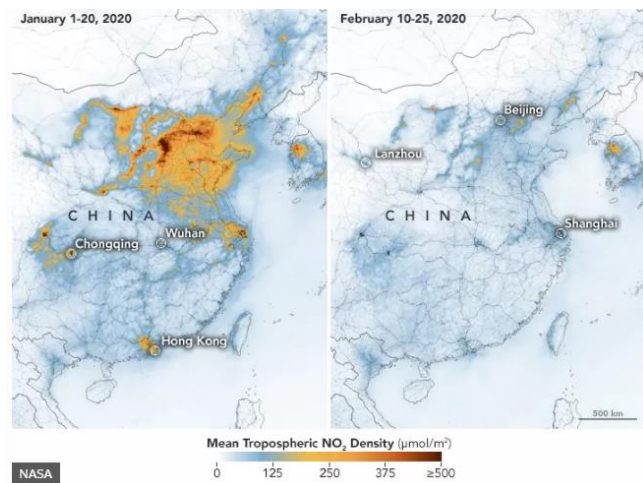 January 1-20, 2020
February 10-25, 2020
Beijing
Lanzhou
CHINA
CHINA
Shanghai
Wuhan
Chongqing
Hong Kong
500 km
Mean Tropospheric NO₂ Density (μmol/m²)
0 125 250 375 ≥500
NASA